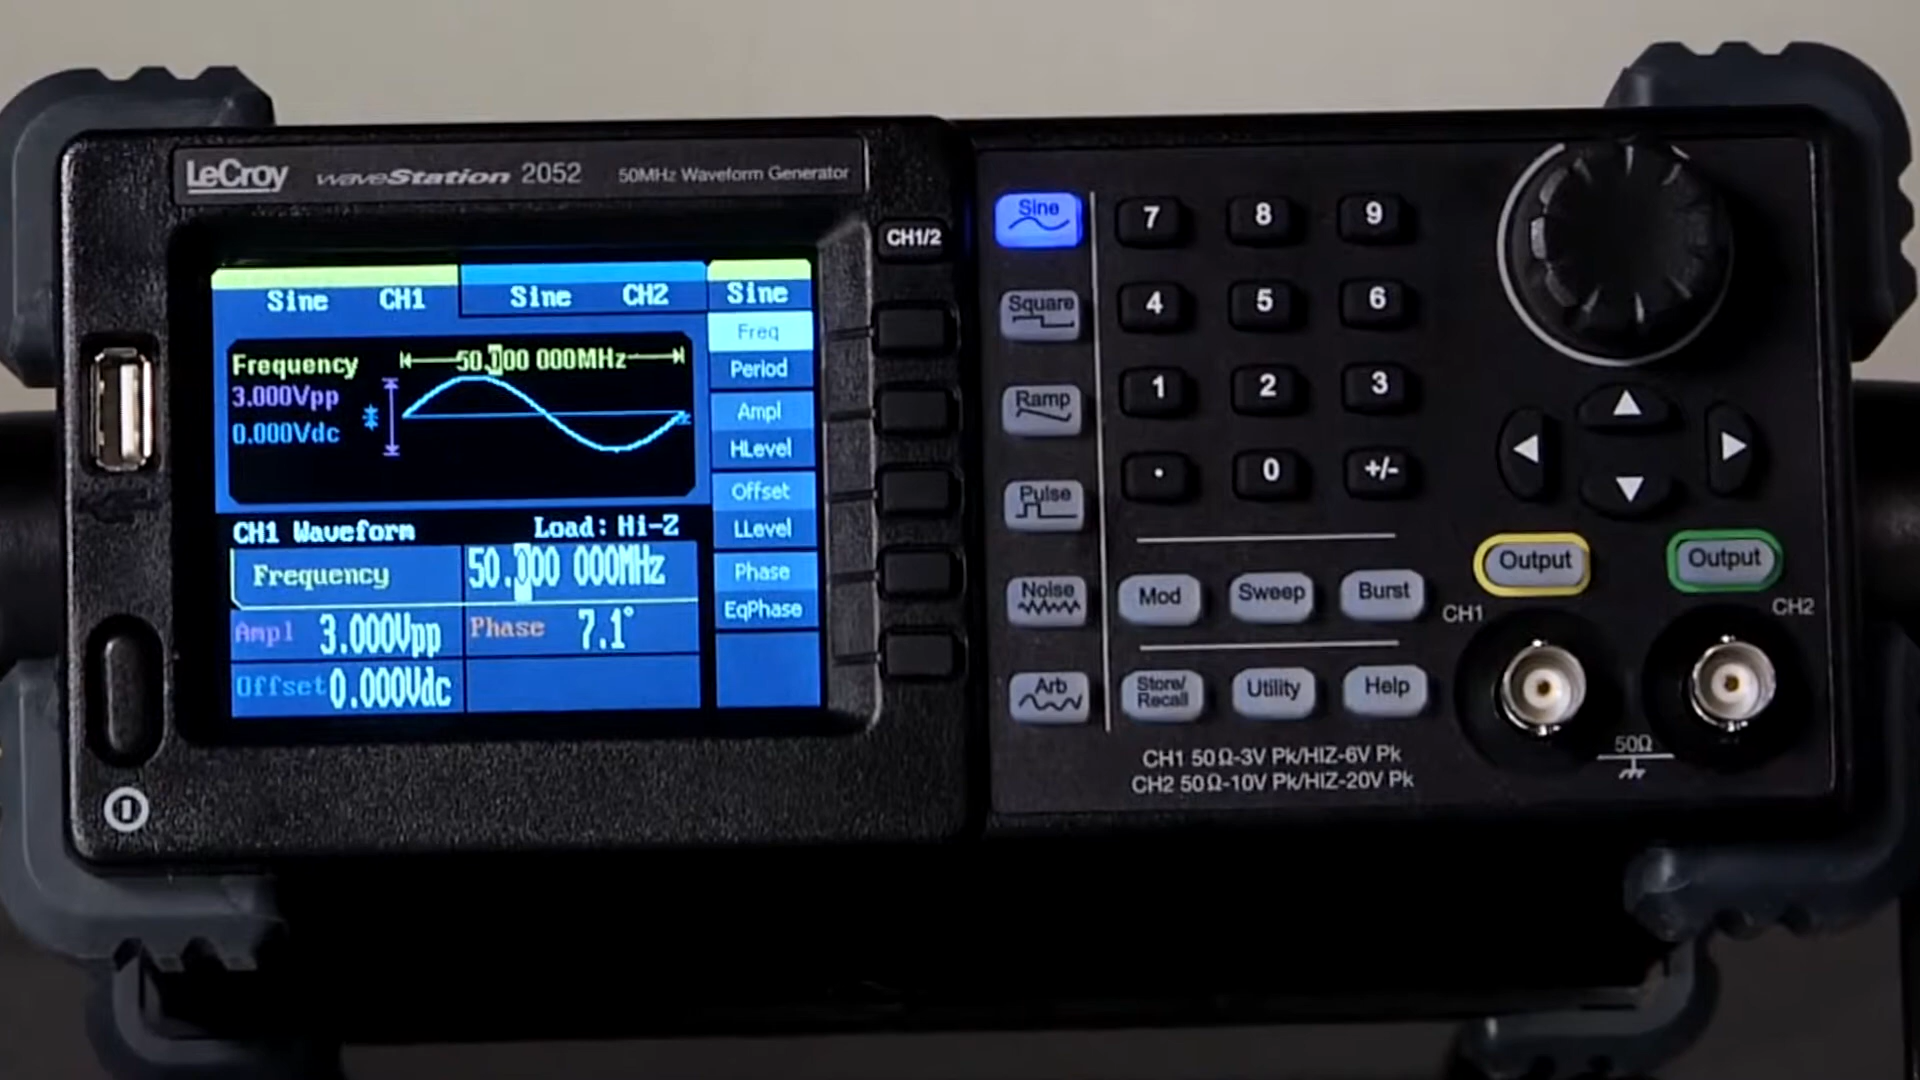 LeCroy waveStation 2052 50MHz Waveform Generator
CH1/2
Sine CH1 Sine CH2 Sine
Frequency 50.000 000MHz
3.000Vpp
0.000Vdc
CH1 Waveform Load: Hi-Z
Frequency 50.000 000MHz
Ampl 3.000Vpp Phase 7.1°
Offset 0.000Vdc
Freq
Period
Ampl
HLevel
Offset
LLevel
Phase
EqPhase
Sine
Square
Ramp
Pulse
Noise
Arb
7 8 9
4 5 6
1 2 3
. 0 +/-
Mod Sweep Burst
Store/
Recall
Utility Help
Output Output
CH1 CH2
50Ω
CH1 50Ω-3V Pk/HIZ-6V Pk
CH2 50Ω-10V Pk/HIZ-20V Pk